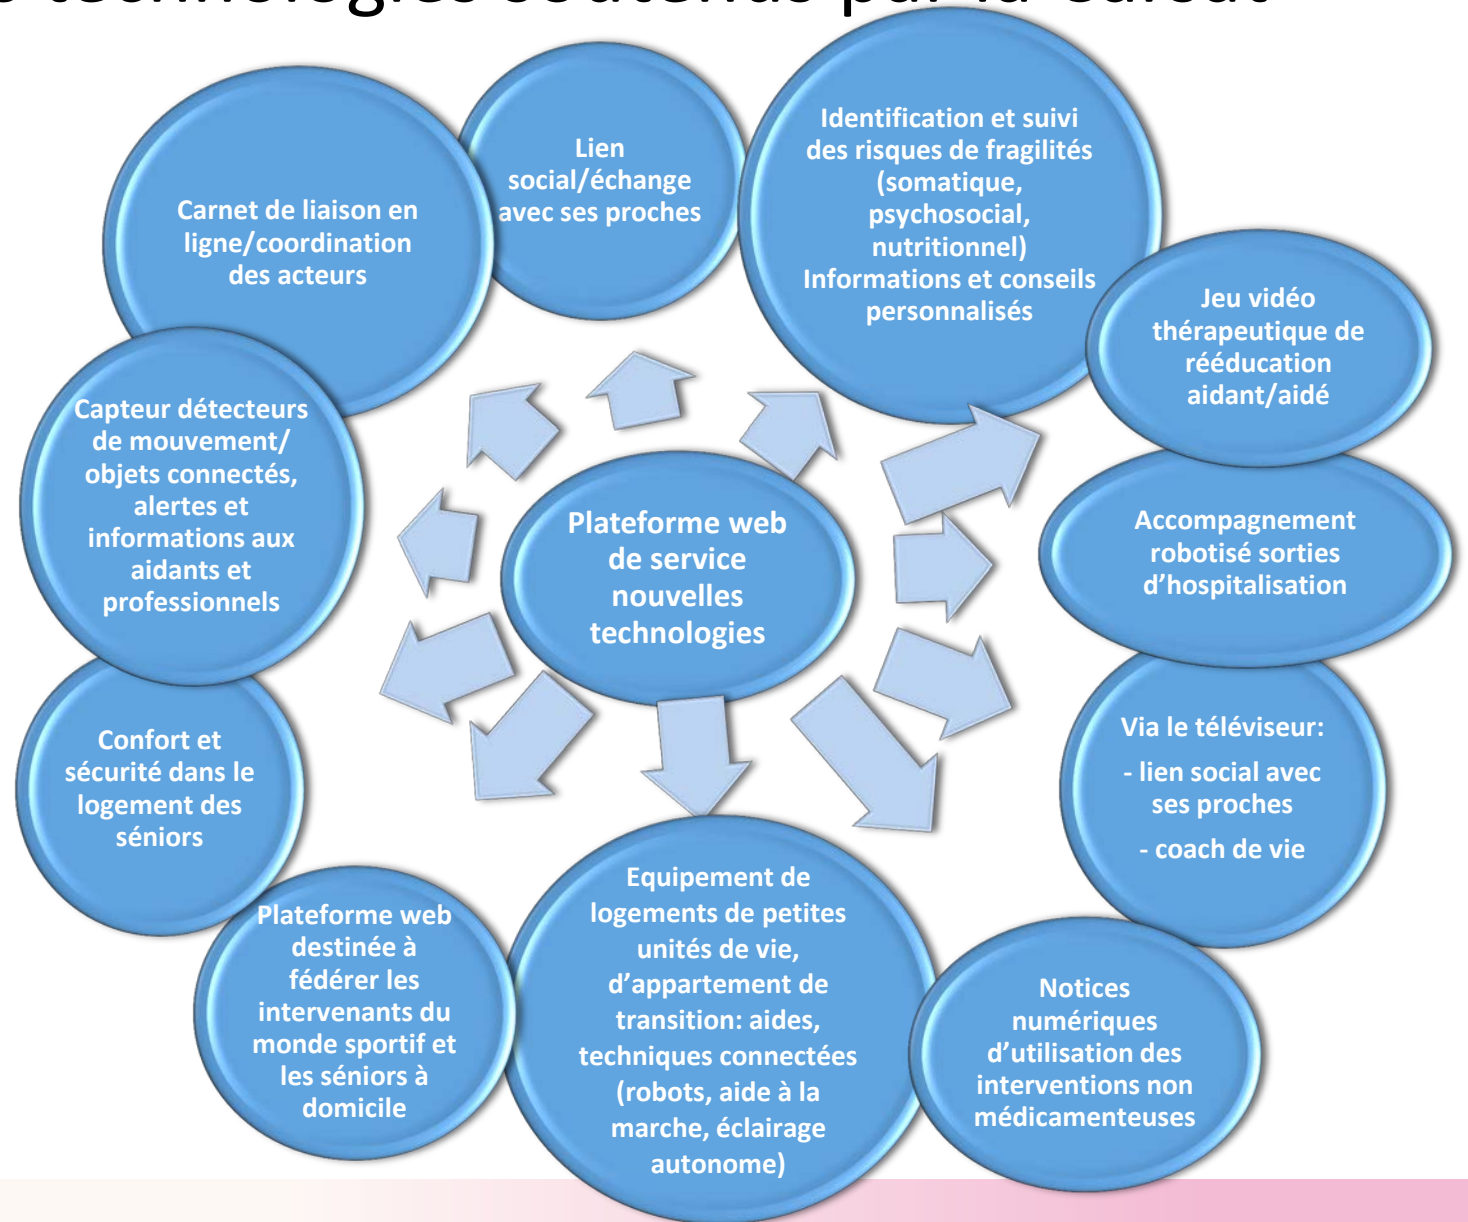 technologies soutenus par la Carsat
Lien
social/échange
avec ses proches
Identification et suivi
des risques de fragilités
(somatique,
psychosocial,
nutritionnel)
Informations et conseils
personnalisés
Jeu vidéo
thérapeutique de
rééducation
aidant/aidé
Accompagnement
robotisé sorties
d’hospitalisation
Via le téléviseur:
- lien social avec
ses proches
- coach de vie
Notices
numériques
d’utilisation des
interventions non
médicamenteuses
Equipement de
logements de petites
unités de vie,
d’appartement de
transition: aides,
techniques connectées
(robots, aide à la
marche, éclairage
autonome)
Plateforme web
destinée à
fédérer les
intervenants du
monde sportif et
les séniors à
domicile
Confort et
sécurité dans le
logement des
séniors
Capteur détecteurs
de mouvement/
objets connectés,
alertes et
informations aux
aidants et
professionnels
Carnet de liaison en
ligne/coordination
des acteurs
Plateforme web
de service
nouvelles
technologies